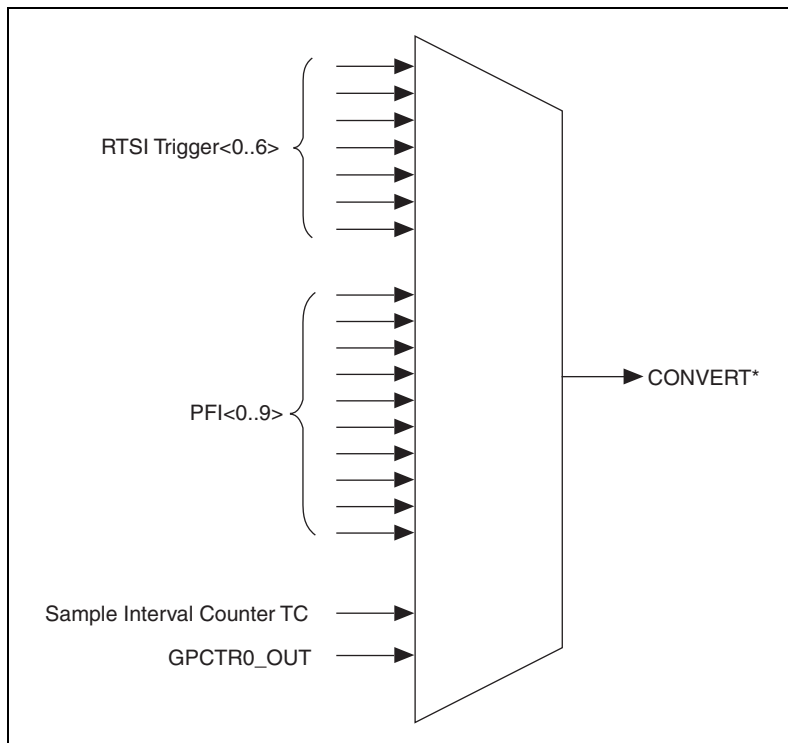 RTSI Trigger<0..6>
PFI<0..9>
CONVERT*
Sample Interval Counter TC
GPCTR0_OUT